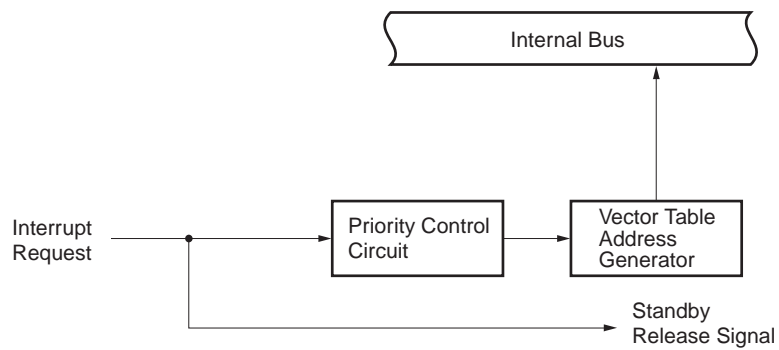 Internal Bus
Interrupt
Request
Priority Control
Circuit
Vector Table
Address
Generator
Standby
Release Signal